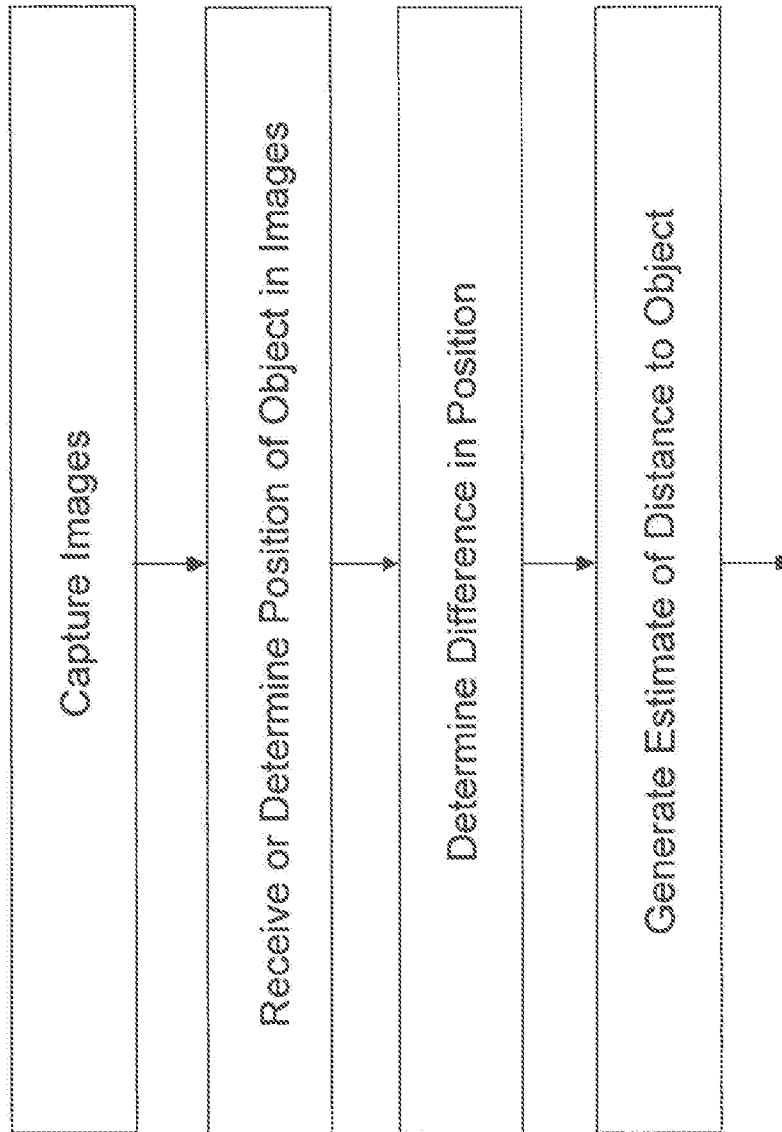 Capture Images
Receive or Determine Position of Object in Images
Determine Difference in Position
Generate Estimate of Distance to Object